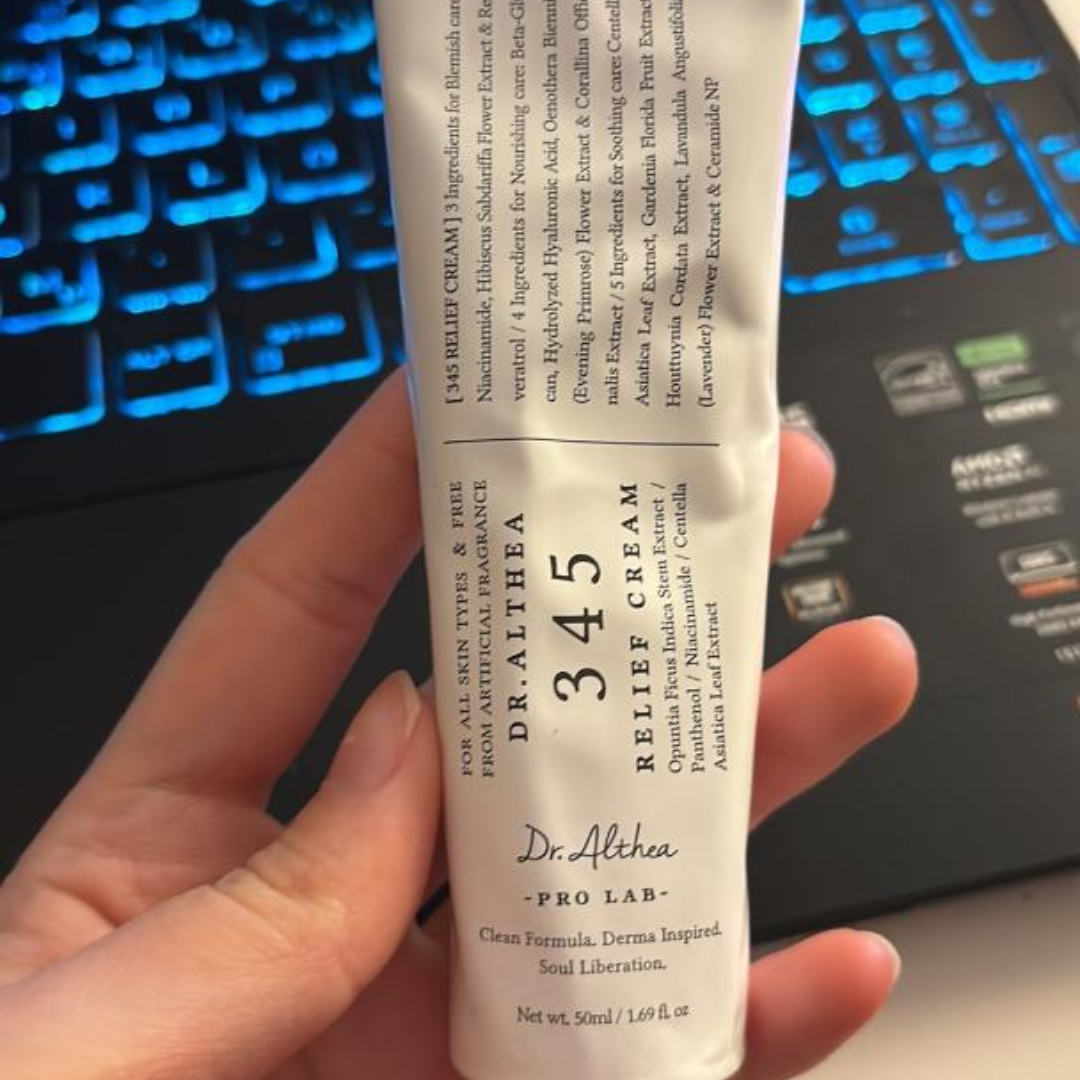 [ 345 RELIEF CREAM ] 3 Ingredients for Blemish care
Niacinamide, Hibiscus Sabdariffa Flower Extract & Re
veratrol / 4 Ingredients for Nourishing care: Beta-Gl
can, Hydrolyzed Hyaluronic Acid, Oenothera Bienni
(Evening Primrose) Flower Extract & Corallina Offic
nalis Extract / 5 Ingredients for Soothing care: Centell
Asiatica Leaf Extract, Gardenia Florida Fruit Extract
Houttuynia Cordata Extract, Lavandula Angustifolia
(Lavender) Flower Extract & Ceramide NP
FOR ALL SKIN TYPES & FREE
FROM ARTIFICIAL FRAGRANCE
DR.ALTHEA
345
RELIEF CREAM
Opuntia Ficus Indica Stem Extract /
Panthenol / Niacinamide / Centella
Asiatica Leaf Extract
Dr. Althea
-PRO LAB-
Clean Formula. Derma Inspired.
Soul Liberation.
Net wt. 50ml / 1.69 fl. oz